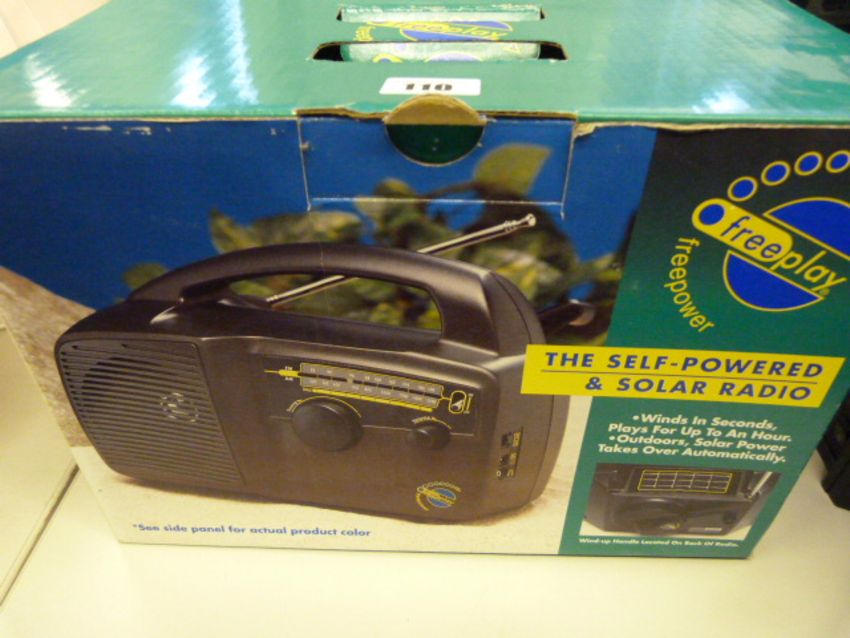 freeplay
110
freeplay
freepower
THE SELF-POWERED
& SOLAR RADIO
•Winds In Seconds,
Plays For Up To An Hour.
•Outdoors, Solar Power
Takes Over Automatically.
freeplay
*See side panel for actual product color
Wind-up Handle Located On Back Of Radio.